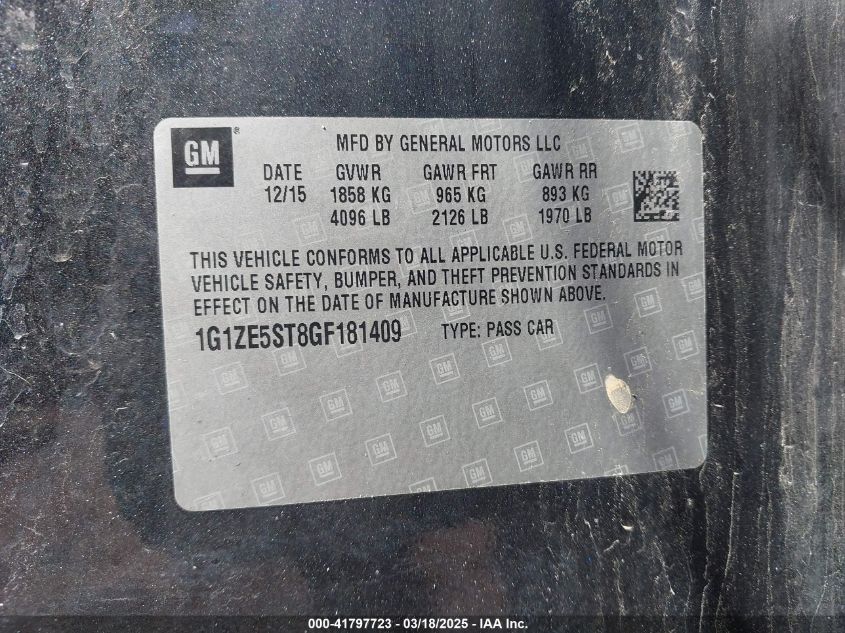 GM ®
MFD BY GENERAL MOTORS LLC
DATE GVWR GAWR FRT GAWR RR
12/15 1858 KG 965 KG 893 KG
4096 LB 2126 LB 1970 LB
THIS VEHICLE CONFORMS TO ALL APPLICABLE U.S. FEDERAL MOTOR
VEHICLE SAFETY, BUMPER, AND THEFT PREVENTION STANDARDS IN
EFFECT ON THE DATE OF MANUFACTURE SHOWN ABOVE.
1G1ZE5ST8GF181409 TYPE: PASS CAR
000-41797723 - 03/18/2025 - IAA Inc.